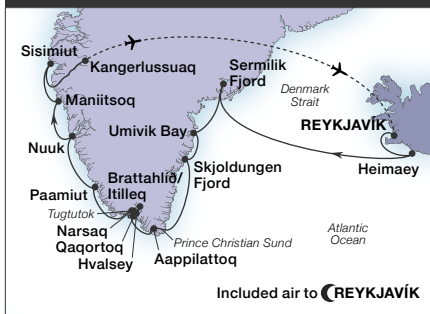 Sisimiut
Kangerlussuaq
Sermilik
Fjord
Denmark
Strait
Maniitsoq
REYKJAVÍK
Umivik Bay
Nuuk
Heimaey
Brattahlið/
Itilleq
Skjoldungen
Fjord
Paamiut
Tugtutok
Narsaq
Qaqortoq
Hvalsey
Prince Christian Sund
Aappilattoq
Atlantic
Ocean
Included air to REYKJAVÍK